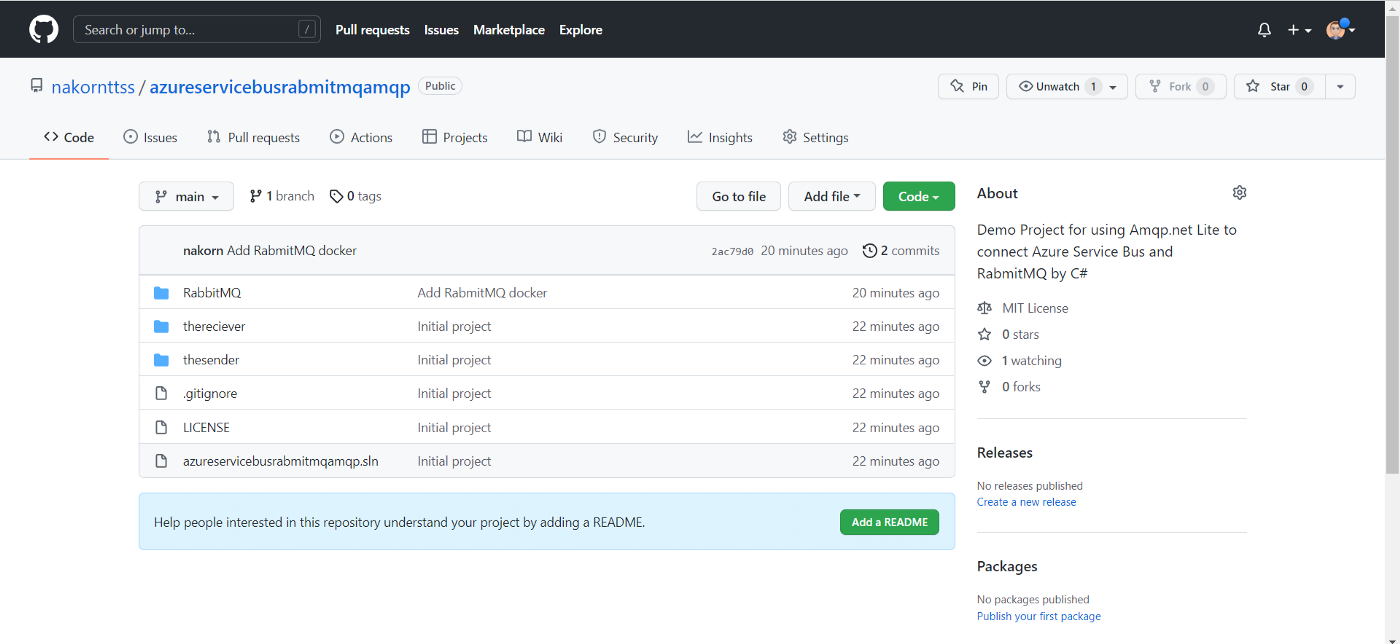 Search or jump to... / Pull requests Issues Marketplace Explore
nakornttss / azureservicebusrabmitmqamqp Public Pin Unwatch 1 Fork 0 Star 0
Code Issues Pull requests Actions Projects Wiki Security Insights Settings
main 1 branch 0 tags Go to file Add file Code
nakorn Add RabmitMQ docker 2ac79d0 20 minutes ago 2 commits
RabbitMQ Add RabmitMQ docker 20 minutes ago
thereciever Initial project 22 minutes ago
thesender Initial project 22 minutes ago
.gitignore Initial project 22 minutes ago
LICENSE Initial project 22 minutes ago
azureservicebusrabmitmqamqp.sln Initial project 22 minutes ago
Help people interested in this repository understand your project by adding a README. Add a README
About
Demo Project for using Amqp.net Lite to
connect Azure Service Bus and
RabmitMQ by C#
MIT License
0 stars
1 watching
0 forks
Releases
No releases published
Create a new release
Packages
No packages published
Publish your first package